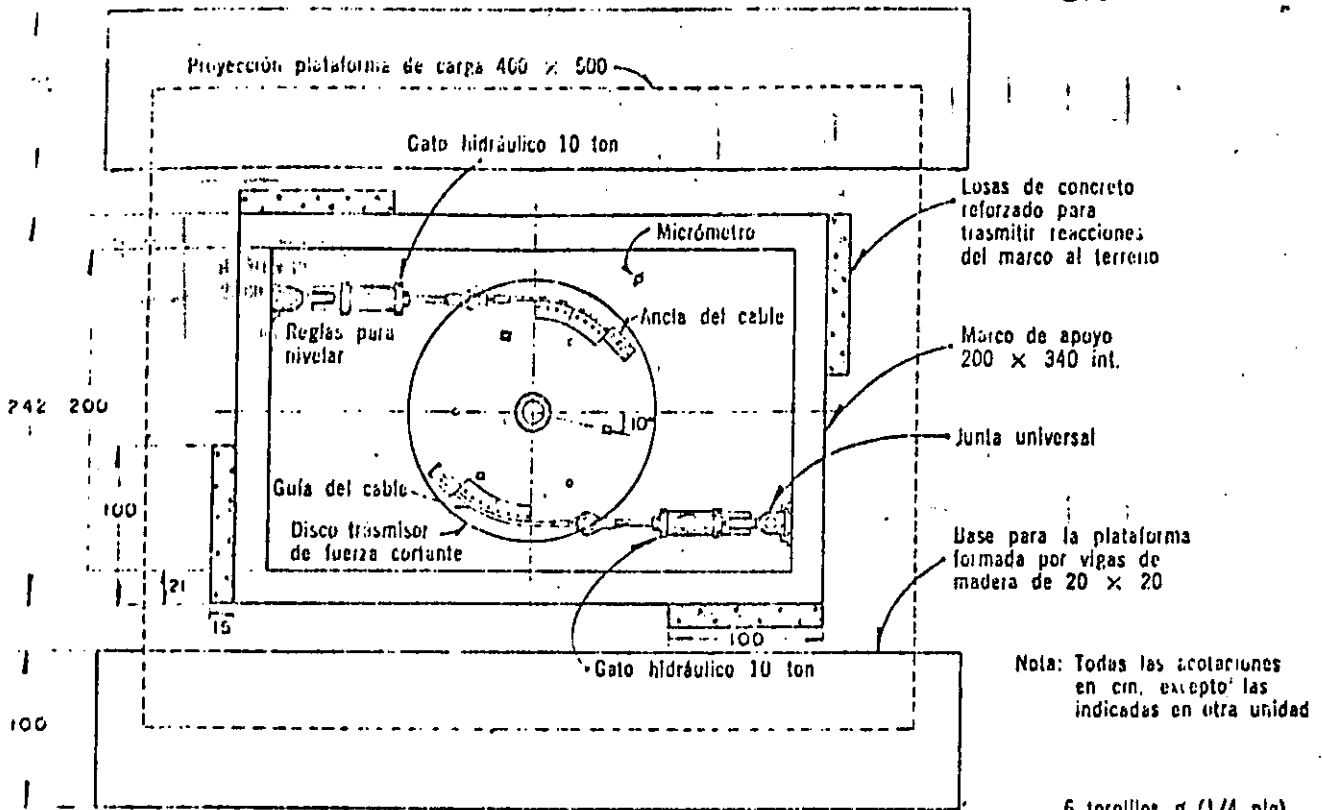 Proyección plataforma de carga 400 × 500
Gato hidráulico 10 ton
Losas de concreto
reforzado para
trasmitir reacciones
del marco al terreno
Micrómetro
Ancla del cable
Reglas para
nivelar
Marco de apoyo
200 × 340 int.
242 200
10°
Junta universal
Guía del cable
100
Disco trasmisor
de fuerza cortante
Base para la plataforma
formada por vigas de
madera de 20 × 20
21
15
100
Gato hidráulico 10 ton
Nota: Todas las acotaciones
en cm, excepto las
indicadas en otra unidad
100
6 tornillos ø (1/4 plg)